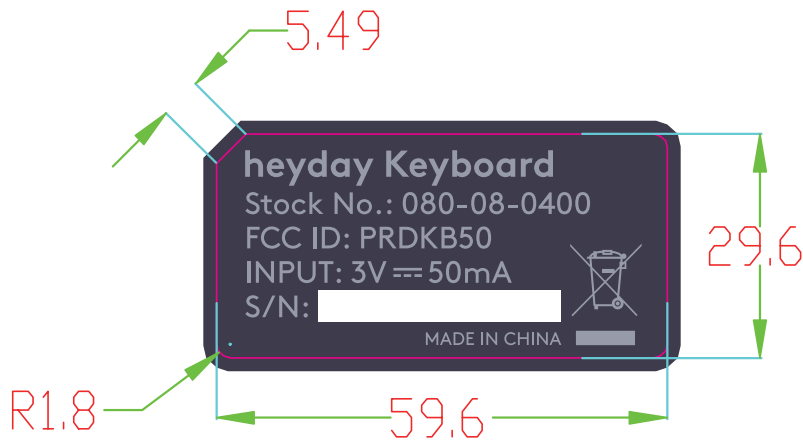 5.49
heyday Keyboard
Stock No.: 080-08-0400
FCC ID: PRDKB50
INPUT: 3V ⎓ 50mA
S/N:
MADE IN CHINA
29.6
R1.8
59.6